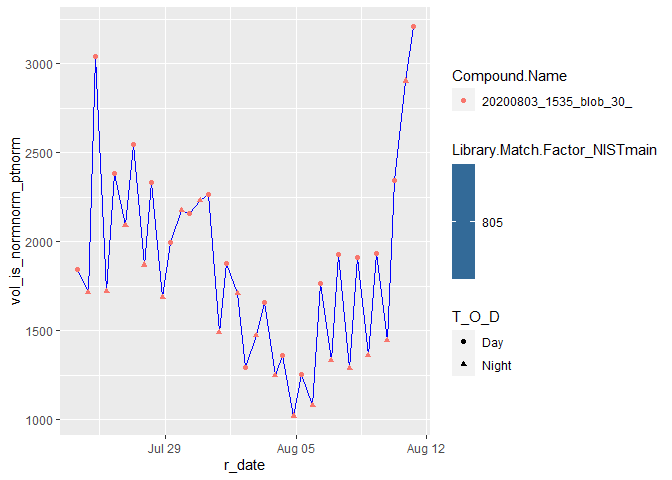 3000
2500
2000
1500
1000
vol_is_normnorm_ptnorm
Jul 29
Aug 05
Aug 12
r_date
Compound.Name
20200803_1535_blob_30_
Library.Match.Factor_NISTmain
805
T_O_D
Day
Night